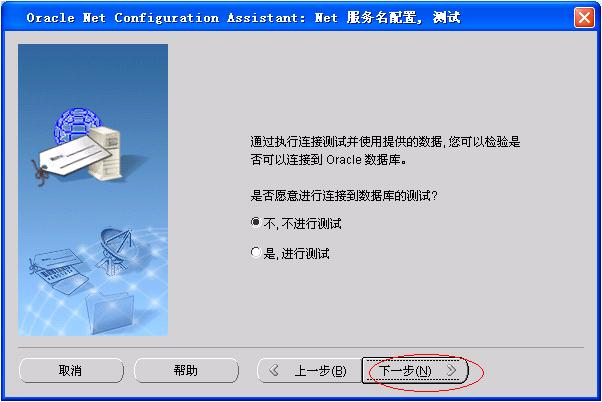 Oracle Net Configuration Assistant: Net 服务名配置, 测试
通过执行连接测试并使用提供的数据, 您可以检验是
否可以连接到 Oracle 数据库。
是否愿意进行连接到数据库的测试?
不, 不进行测试
是, 进行测试
取消
帮助
上一步(B)
下一步(N)